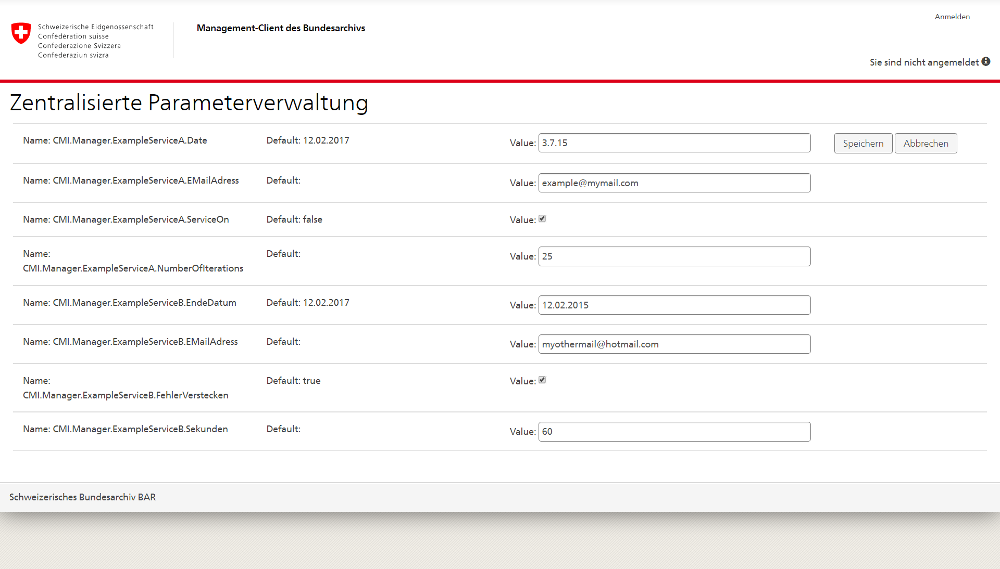 Anmelden
Schweizerische Eidgenossenschaft
Confédération suisse
Confederazione Svizzera
Confederaziun svizra
Management-Client des Bundesarchivs
Sie sind nicht angemeldet
Zentralisierte Parameterverwaltung
Name: CMI.Manager.ExampleServiceA.Date Default: 12.02.2017 Value: 3.7.15 Speichern Abbrechen
Name: CMI.Manager.ExampleServiceA.EMailAdress Default: Value: example@mymail.com
Name: CMI.Manager.ExampleServiceA.ServiceOn Default: false Value:
Name: Default: Value: 25
CMI.Manager.ExampleServiceA.NumberOfIterations
Name: CMI.Manager.ExampleServiceB.EndeDatum Default: 12.02.2017 Value: 12.02.2015
Name: CMI.Manager.ExampleServiceB.EMailAdress Default: Value: myothermail@hotmail.com
Name: Default: true Value:
CMI.Manager.ExampleServiceB.FehlerVerstecken
Name: CMI.Manager.ExampleServiceB.Sekunden Default: Value: 60
Schweizerisches Bundesarchiv BAR